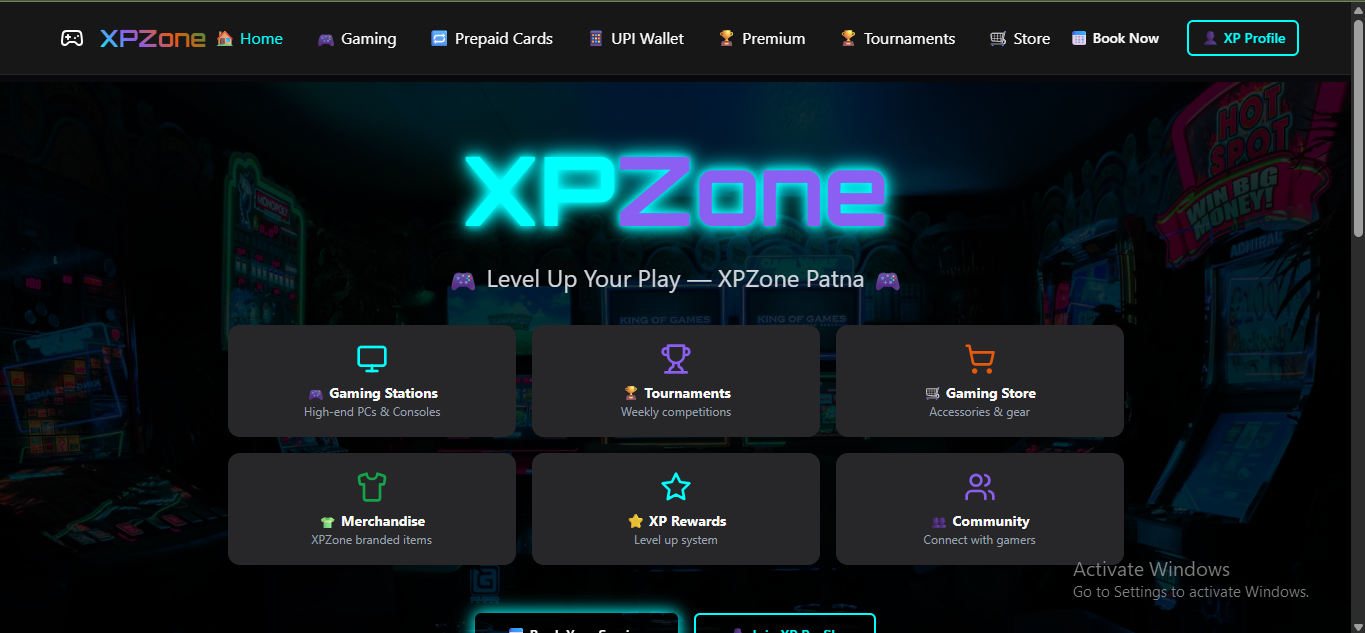 XPZone 🏠 Home 🎮 Gaming 🔁 Prepaid Cards 📱 UPI Wallet 🏆 Premium 🏆 Tournaments 🛒 Store 📅 Book Now 👤 XP Profile
HOT
SPOT
WIN BIG
MONEY!
MONOPOLY
XPZone
ADMIRAL
🎮 Level Up Your Play — XPZone Patna 🎮
KING OF GAMES KING OF GAMES
🎮 Gaming Stations
High-end PCs & Consoles
🏆 Tournaments
Weekly competitions
🛒 Gaming Store
Accessories & gear
👕 Merchandise
XPZone branded items
⭐ XP Rewards
Level up system
👥 Community
Connect with gamers
Activate Windows
Go to Settings to activate Windows.